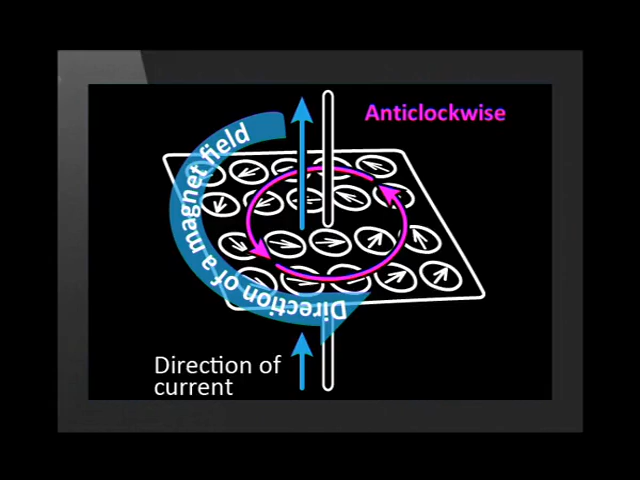 Anticlockwise
Direction of a magnet field
Direction of
current